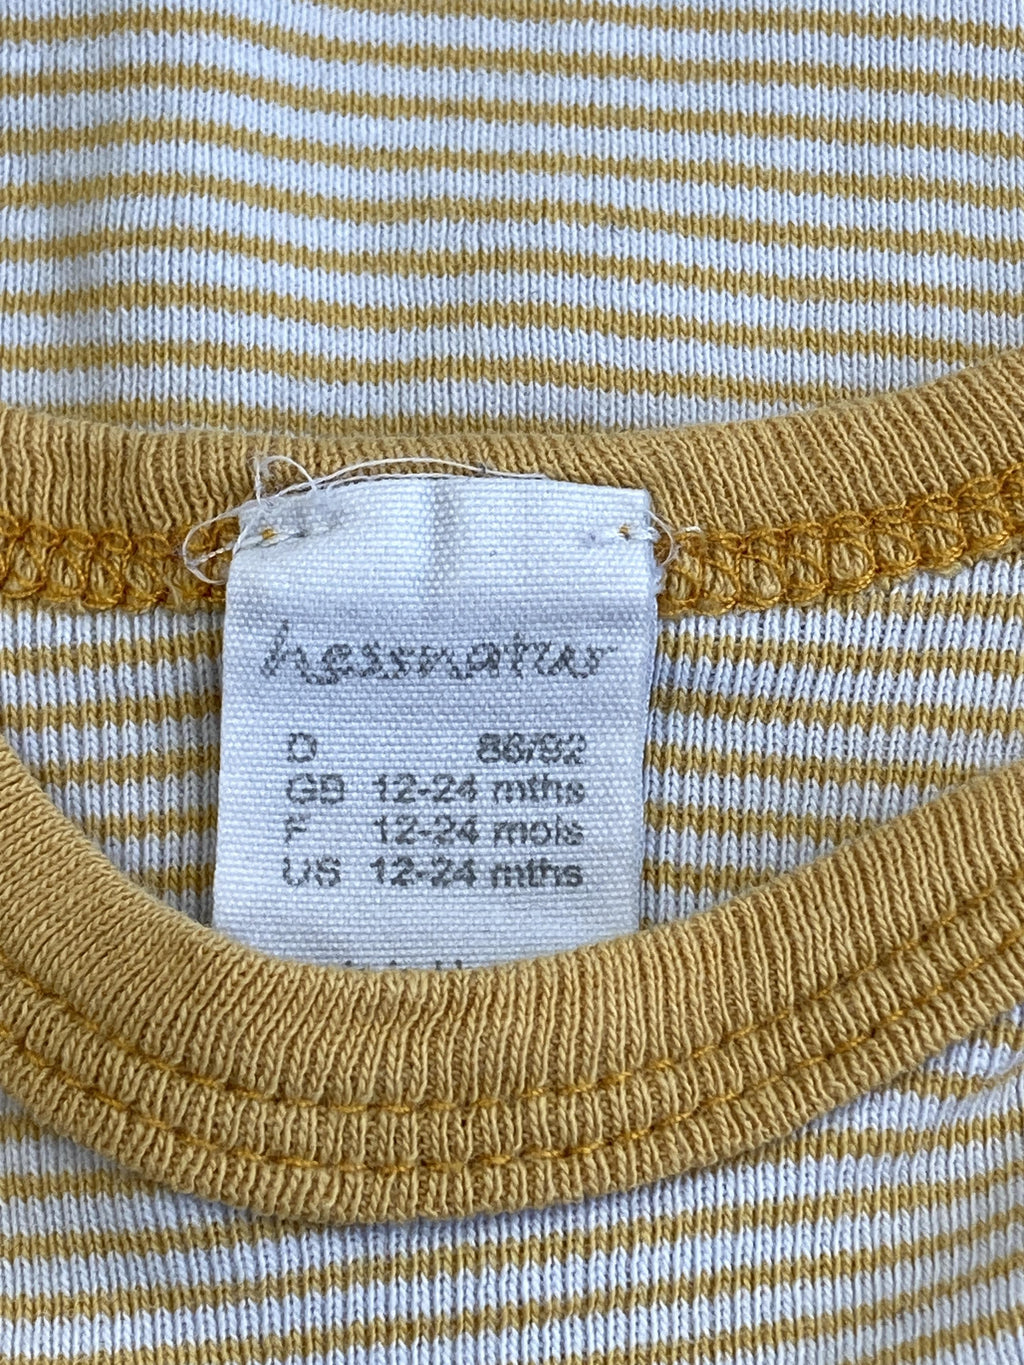 hessnatur
D 86/92
GB 12-24 mths
F 12-24 mois
US 12-24 mths